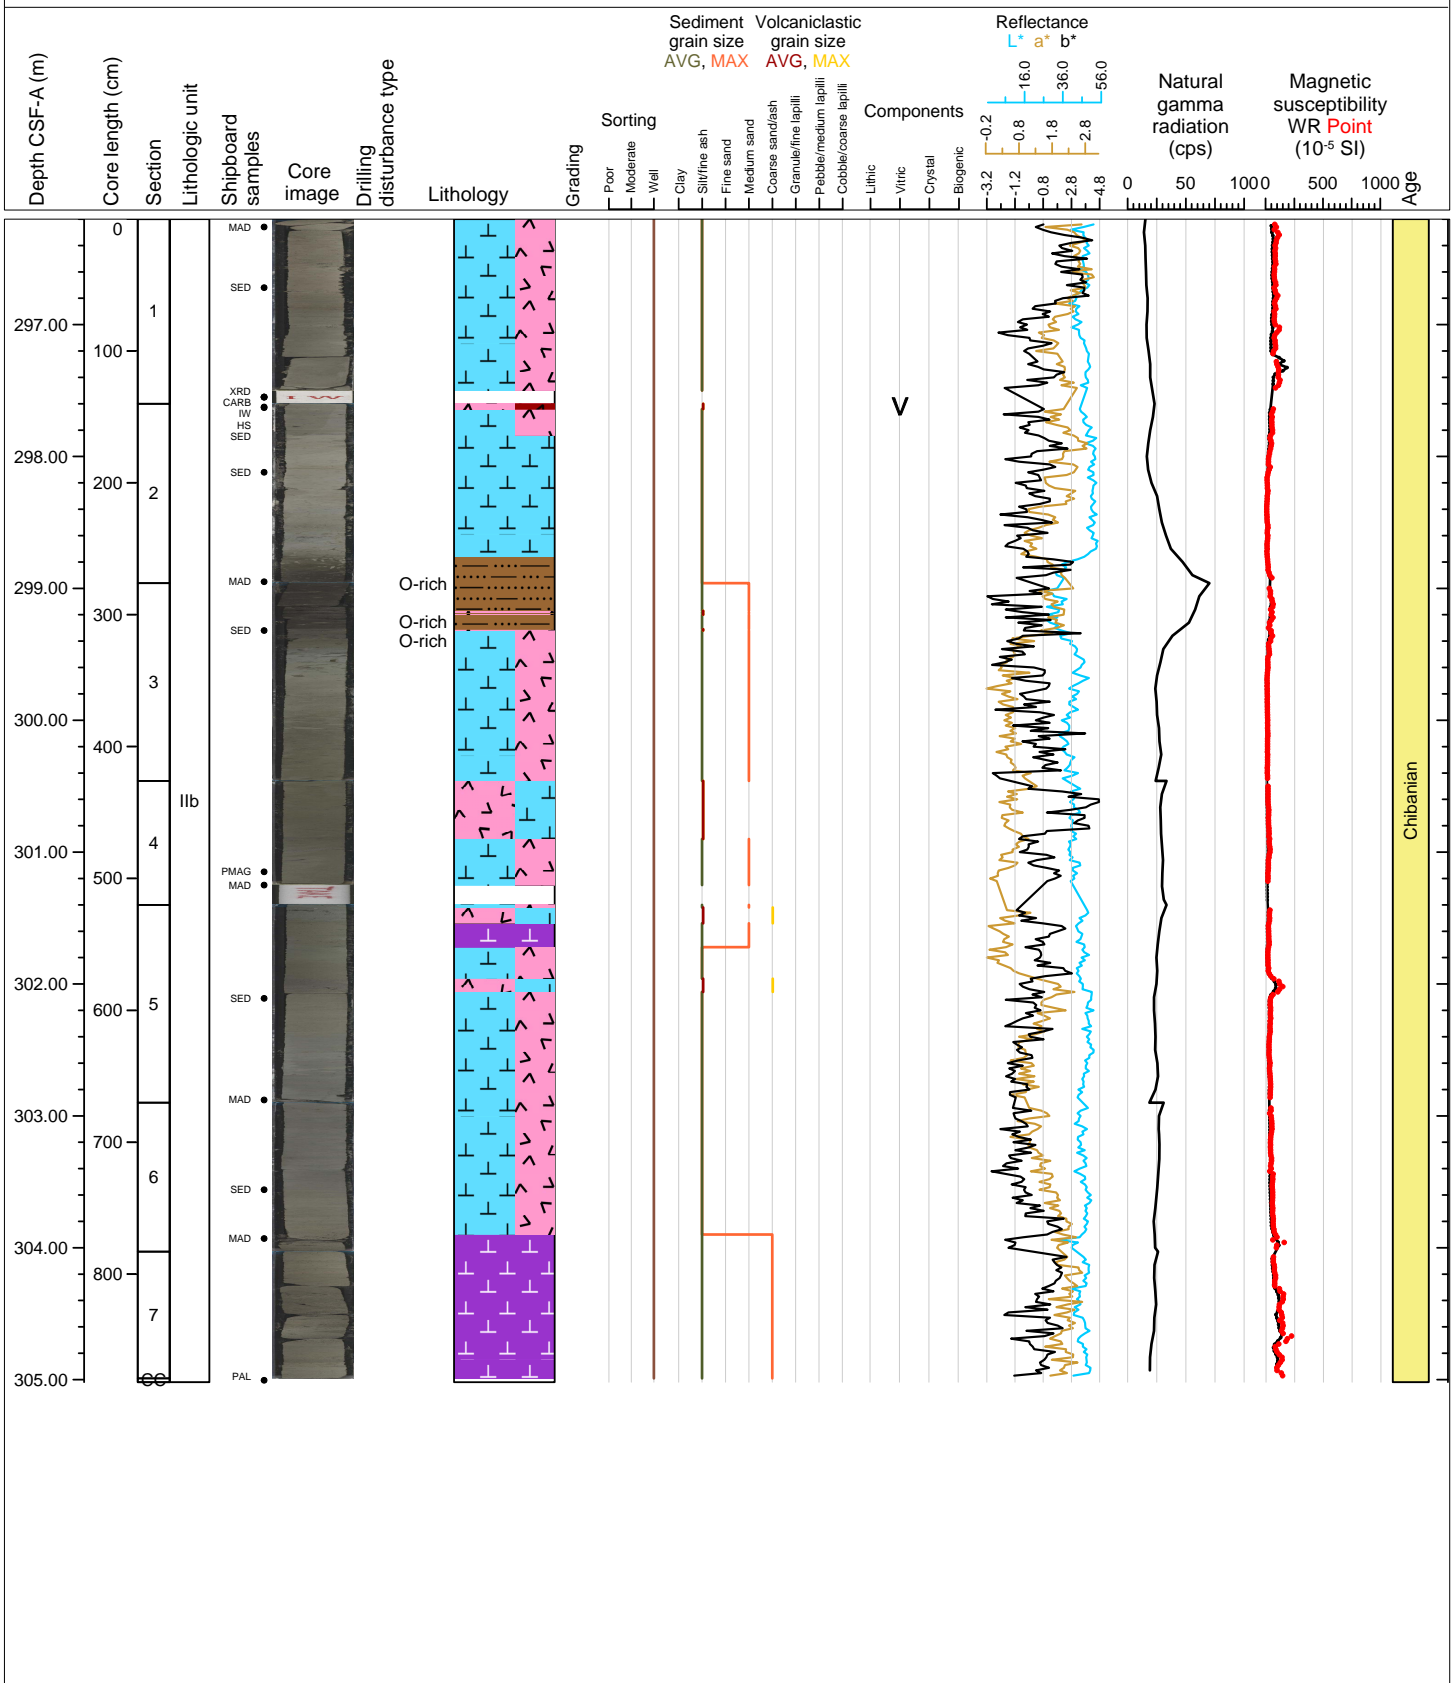 Depth CSF-A (m)
Core length (cm)
Section
Lithologic unit
Shipboard
samples
Core
image
Drilling
disturbance type
Lithology
Grading
Sorting
Poor
Moderate
Well
Sediment
grain size
AVG, MAX
Volcaniclastic
grain size
AVG, MAX
Clay
Silt/fine ash
Fine sand
Medium sand
Coarse sand/ash
Granule/fine lapilli
Pebble/medium lapilli
Cobble/coarse lapilli
Components
Lithic
Vitric
Crystal
Biogenic
Reflectance
L* a* b*
16.0 36.0 56.0
-0.2 0.8 1.8 2.8
-3.2 -1.2 0.8 2.8 4.8
Natural
gamma
radiation
(cps)
0 50 100
Magnetic
susceptibility
WR Point
(10-5 SI)
0 500 1000
Age
0
MAD
SED
1
297.00
100
XRD
CARB
IW
HS
SED
V
298.00
SED
200
2
299.00
MAD
O-rich
300
O-rich
SED
O-rich
3
300.00
400
IIb
Chibanian
4
301.00
PMAG
500
MAD
302.00
SED
5
600
MAD
303.00
700
6
SED
MAD
304.00
800
7
PAL
305.00
CC